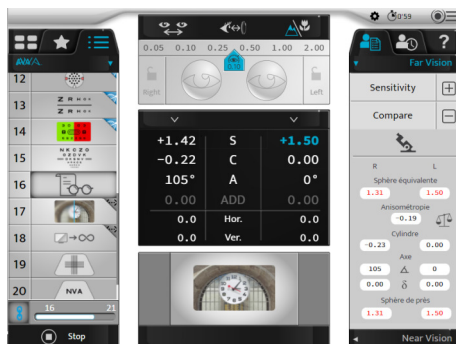 0:59
AVA
12
13
Z R H S K
14
15
N K C Z O
O Z C V R
16
17
18
→∞
19
20
NVA
16 21
Stop
0.05 0.10 0.25 0.50 1.00 2.00
0.10
Right
Left
+1.42 S +1.50
−0.22 C 0.00
105° A 0°
0.00 ADD 0.00
0.0 Hor. 0.0
0.0 Ver. 0.0
?
Far Vision
Sensitivity +
Compare −
R L
Sphère équivalente
1.31 1.50
Anisométropie
−0.19
Cylindre
−0.23 0.00
Axe
105 0
0.00 δ 0.00
Sphère de près
1.31 1.50
Near Vision